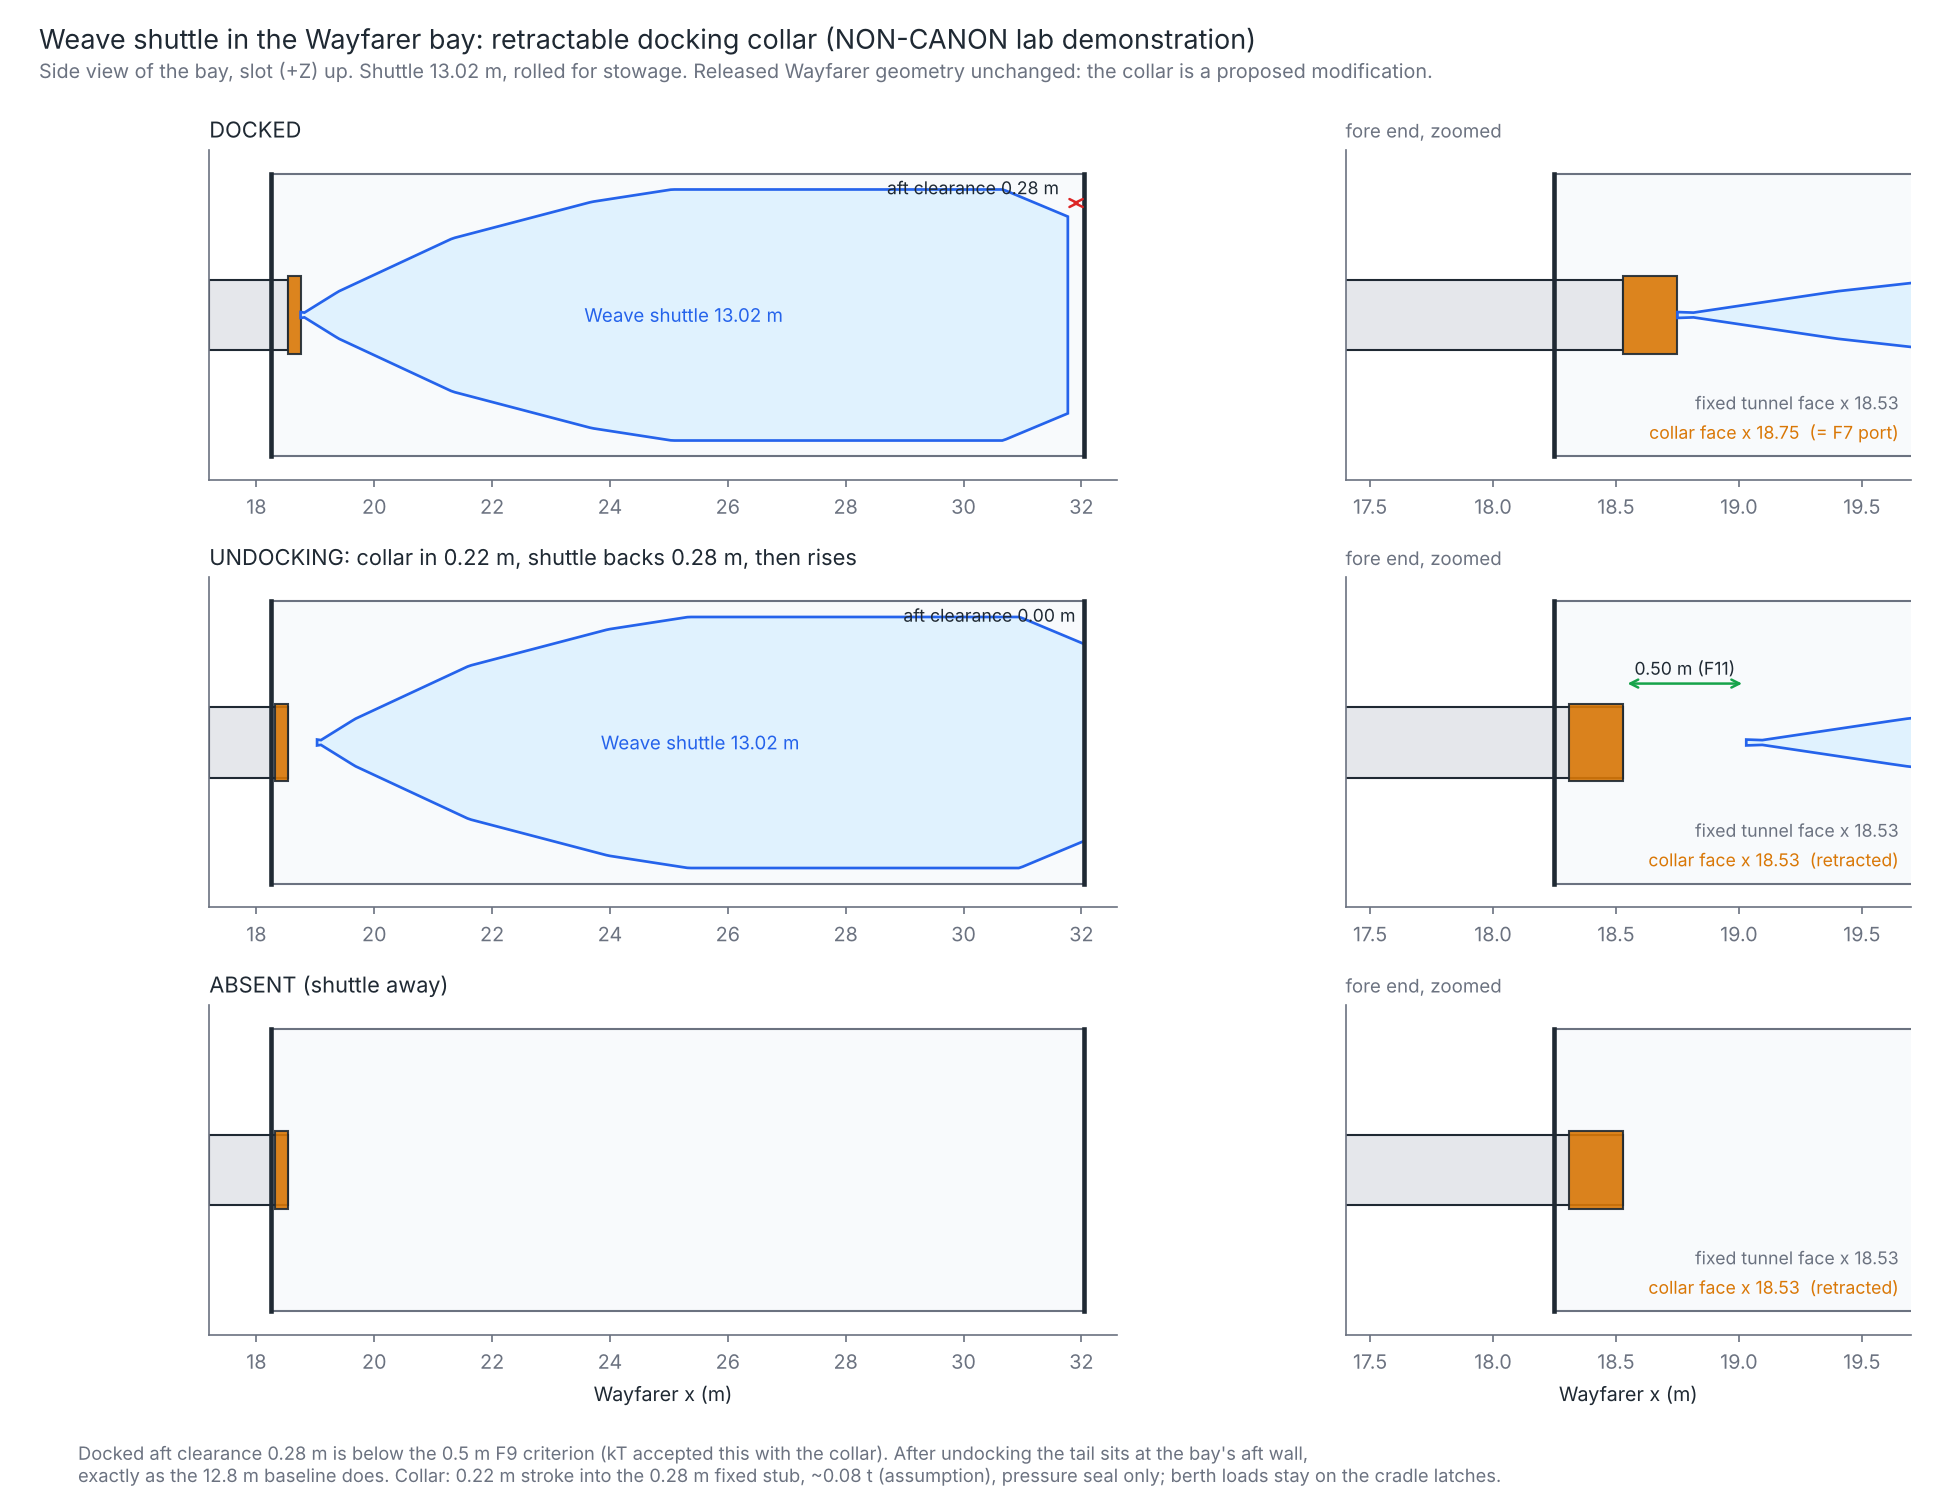 Weave shuttle in the Wayfarer bay: retractable docking collar (NON-CANON lab demonstration)
Side view of the bay, slot (+Z) up. Shuttle 13.02 m, rolled for stowage. Released Wayfarer geometry unchanged: the collar is a proposed modification.
DOCKED
aft clearance 0.28 m
Weave shuttle 13.02 m
18 20 22 24 26 28 30 32
fore end, zoomed
fixed tunnel face x 18.53
collar face x 18.75 (= F7 port)
17.5 18.0 18.5 19.0 19.5
UNDOCKING: collar in 0.22 m, shuttle backs 0.28 m, then rises
aft clearance 0.00 m
Weave shuttle 13.02 m
18 20 22 24 26 28 30 32
fore end, zoomed
0.50 m (F11)
fixed tunnel face x 18.53
collar face x 18.53 (retracted)
17.5 18.0 18.5 19.0 19.5
ABSENT (shuttle away)
18 20 22 24 26 28 30 32
Wayfarer x (m)
fore end, zoomed
fixed tunnel face x 18.53
collar face x 18.53 (retracted)
17.5 18.0 18.5 19.0 19.5
Wayfarer x (m)
Docked aft clearance 0.28 m is below the 0.5 m F9 criterion (kT accepted this with the collar). After undocking the tail sits at the bay's aft wall,
exactly as the 12.8 m baseline does. Collar: 0.22 m stroke into the 0.28 m fixed stub, ~0.08 t (assumption), pressure seal only; berth loads stay on the cradle latches.